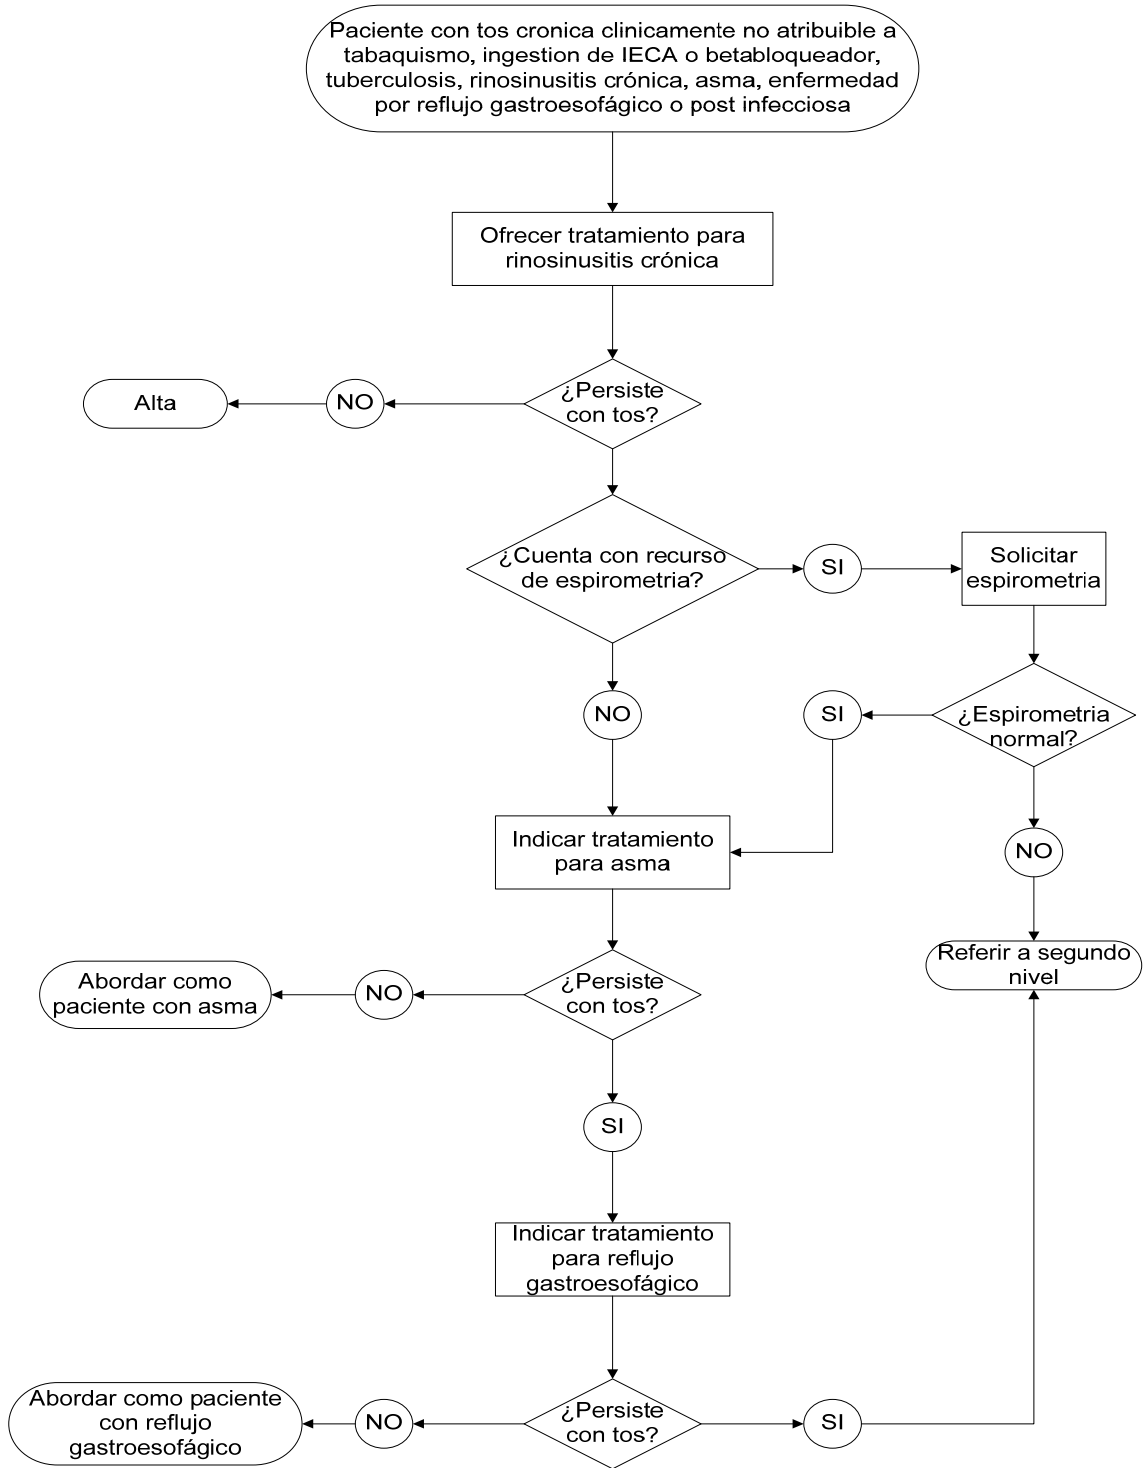 Paciente con tos cronica clinicamente no atribuible a
tabaquismo, ingestion de IECA o betabloqueador,
tuberculosis, rinosinusitis crónica, asma, enfermedad
por reflujo gastroesofágico o post infecciosa
Ofrecer tratamiento para
rinosinusitis crónica
¿Persiste
con tos?
NO
Alta
¿Cuenta con recurso
de espirometria?
SI
Solicitar
espirometria
NO
SI
¿Espirometria
normal?
Indicar tratamiento
para asma
NO
Referir a segundo
nivel
¿Persiste
con tos?
NO
Abordar como
paciente con asma
SI
Indicar tratamiento
para reflujo
gastroesofágico
¿Persiste
con tos?
NO
Abordar como paciente
con reflujo
gastroesofágico
SI